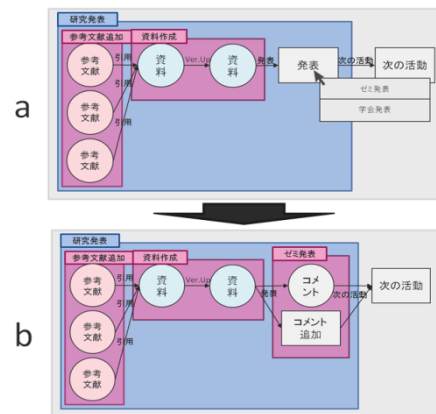 a
研究発表
参考文献追加
資料作成
参考
文献
参考
文献
参考
文献
引用
引用
引用
資
料
Ver.Up
資
料
発表
発表
次の活動
次の活動
ゼミ発表
学会発表
b
研究発表
参考文献追加
資料作成
ゼミ発表
参考
文献
参考
文献
参考
文献
引用
引用
引用
資
料
Ver.Up
資
料
発表
コメ
ント
コメント
追加
次の活動
次の活動